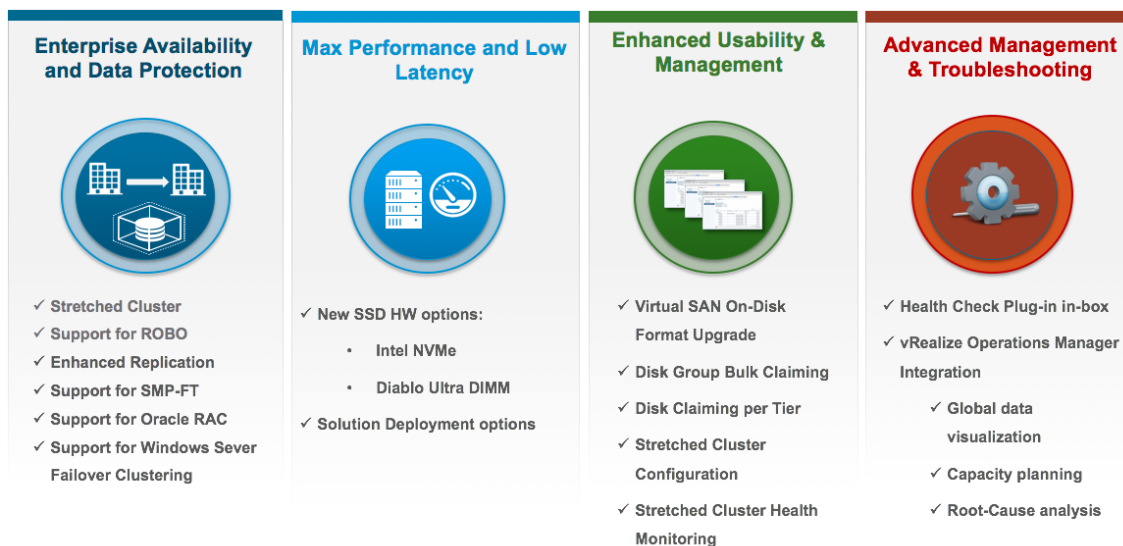 Enterprise Availability
and Data Protection
✓ Stretched Cluster
✓ Support for ROBO
✓ Enhanced Replication
✓ Support for SMP-FT
✓ Support for Oracle RAC
✓ Support for Windows Sever
Failover Clustering
Max Performance and Low
Latency
✓ New SSD HW options:
• Intel NVMe
• Diablo Ultra DIMM
✓ Solution Deployment options
Enhanced Usability &
Management
✓ Virtual SAN On-Disk
Format Upgrade
✓ Disk Group Bulk Claiming
✓ Disk Claiming per Tier
✓ Stretched Cluster
Configuration
✓ Stretched Cluster Health
Monitoring
Advanced Management
& Troubleshooting
✓ Health Check Plug-in in-box
✓ vRealize Operations Manager
Integration
✓ Global data
visualization
✓ Capacity planning
✓ Root-Cause analysis